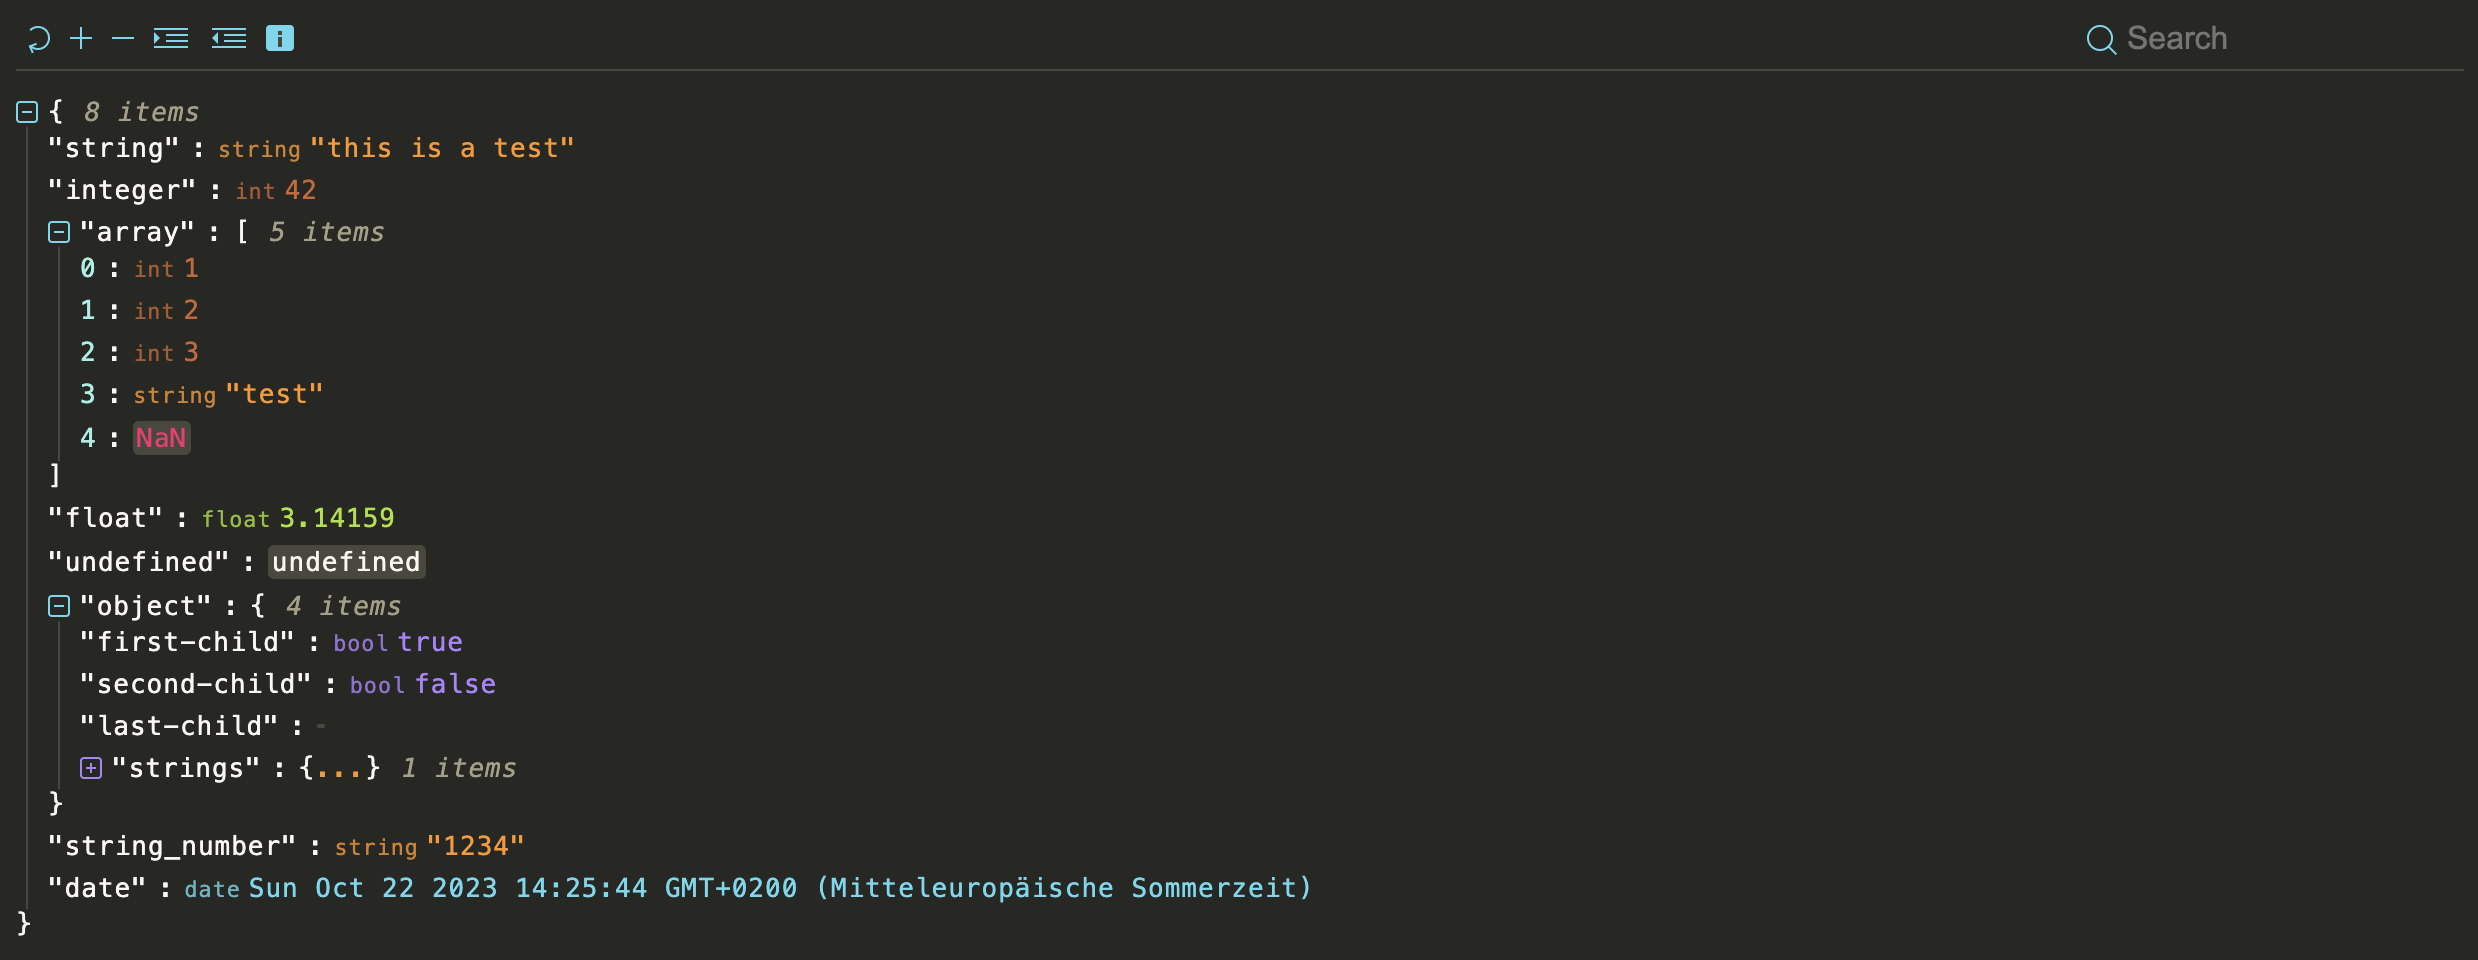 Search
{ 8 items
"string" : string "this is a test"
"integer" : int 42
"array" : [ 5 items
0 : int 1
1 : int 2
2 : int 3
3 : string "test"
4 : NaN
]
"float" : float 3.14159
"undefined" : undefined
"object" : { 4 items
"first-child" : bool true
"second-child" : bool false
"last-child" : -
"strings" : {...} 1 items
}
"string_number" : string "1234"
"date" : date Sun Oct 22 2023 14:25:44 GMT+0200 (Mitteleuropäische Sommerzeit)
}